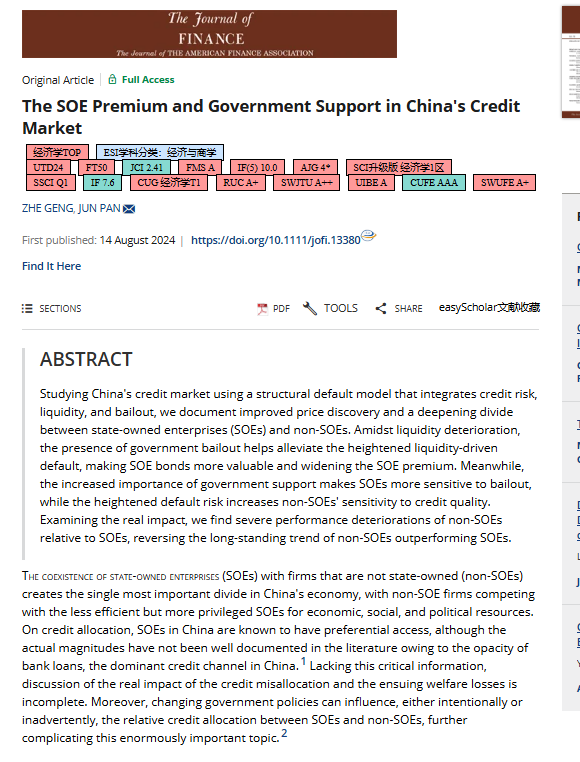 The Journal of
FINANCE
The Journal of THE AMERICAN FINANCE ASSOCIATION
Original Article Full Access
The SOE Premium and Government Support in China's Credit
Market
经济学TOP ESI学科分类：经济与商学
UTD24 FT50 JCI 2.41 FMS A IF(5) 10.0 AJG 4* SCI升级版 经济学1区
SSCI Q1 IF 7.6 CUG 经济学T1 RUC A+ SWJTU A++ UIBE A CUFE AAA SWUFE A+
ZHE GENG, JUN PAN
First published: 14 August 2024 | https://doi.org/10.1111/jofi.13380
Find It Here
SECTIONS PDF TOOLS SHARE easyScholar文献收藏
ABSTRACT
Studying China's credit market using a structural default model that integrates credit risk,
liquidity, and bailout, we document improved price discovery and a deepening divide
between state-owned enterprises (SOEs) and non-SOEs. Amidst liquidity deterioration,
the presence of government bailout helps alleviate the heightened liquidity-driven
default, making SOE bonds more valuable and widening the SOE premium. Meanwhile,
the increased importance of government support makes SOEs more sensitive to bailout,
while the heightened default risk increases non-SOEs' sensitivity to credit quality.
Examining the real impact, we find severe performance deteriorations of non-SOEs
relative to SOEs, reversing the long-standing trend of non-SOEs outperforming SOEs.
The coexistence of state-owned enterprises (SOEs) with firms that are not state-owned (non-SOEs)
creates the single most important divide in China's economy, with non-SOE firms competing
with the less efficient but more privileged SOEs for economic, social, and political resources.
On credit allocation, SOEs in China are known to have preferential access, although the
actual magnitudes have not been well documented in the literature owing to the opacity of
bank loans, the dominant credit channel in China.1 Lacking this critical information,
discussion of the real impact of the credit misallocation and the ensuing welfare losses is
incomplete. Moreover, changing government policies can influence, either intentionally or
inadvertently, the relative credit allocation between SOEs and non-SOEs, further
complicating this enormously important topic.2